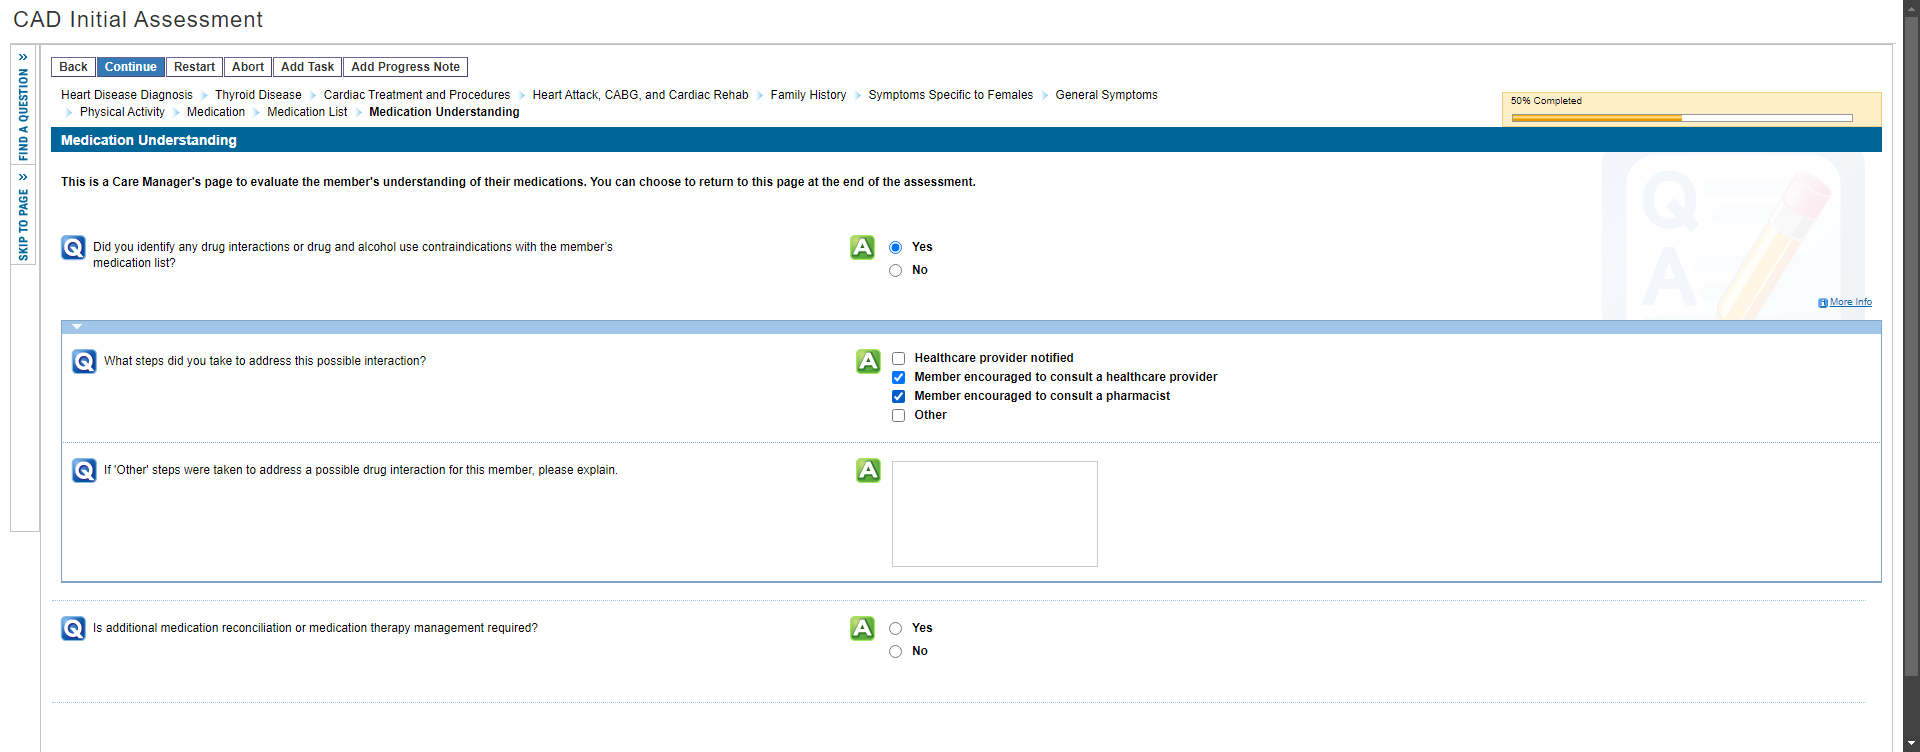 CAD Initial Assessment
» FIND A QUESTION
» SKIP TO PAGE
Back Continue Restart Abort Add Task Add Progress Note
Heart Disease Diagnosis Thyroid Disease Cardiac Treatment and Procedures Heart Attack, CABG, and Cardiac Rehab Family History Symptoms Specific to Females General Symptoms
Physical Activity Medication Medication List Medication Understanding
50% Completed
Medication Understanding
This is a Care Manager's page to evaluate the member's understanding of their medications. You can choose to return to this page at the end of the assessment.
Q
A
Q Did you identify any drug interactions or drug and alcohol use contraindications with the member's
medication list?
A Yes
No
More Info
Q What steps did you take to address this possible interaction?
A Healthcare provider notified
Member encouraged to consult a healthcare provider
Member encouraged to consult a pharmacist
Other
Q If 'Other' steps were taken to address a possible drug interaction for this member, please explain.
A
Q Is additional medication reconciliation or medication therapy management required?
A Yes
No